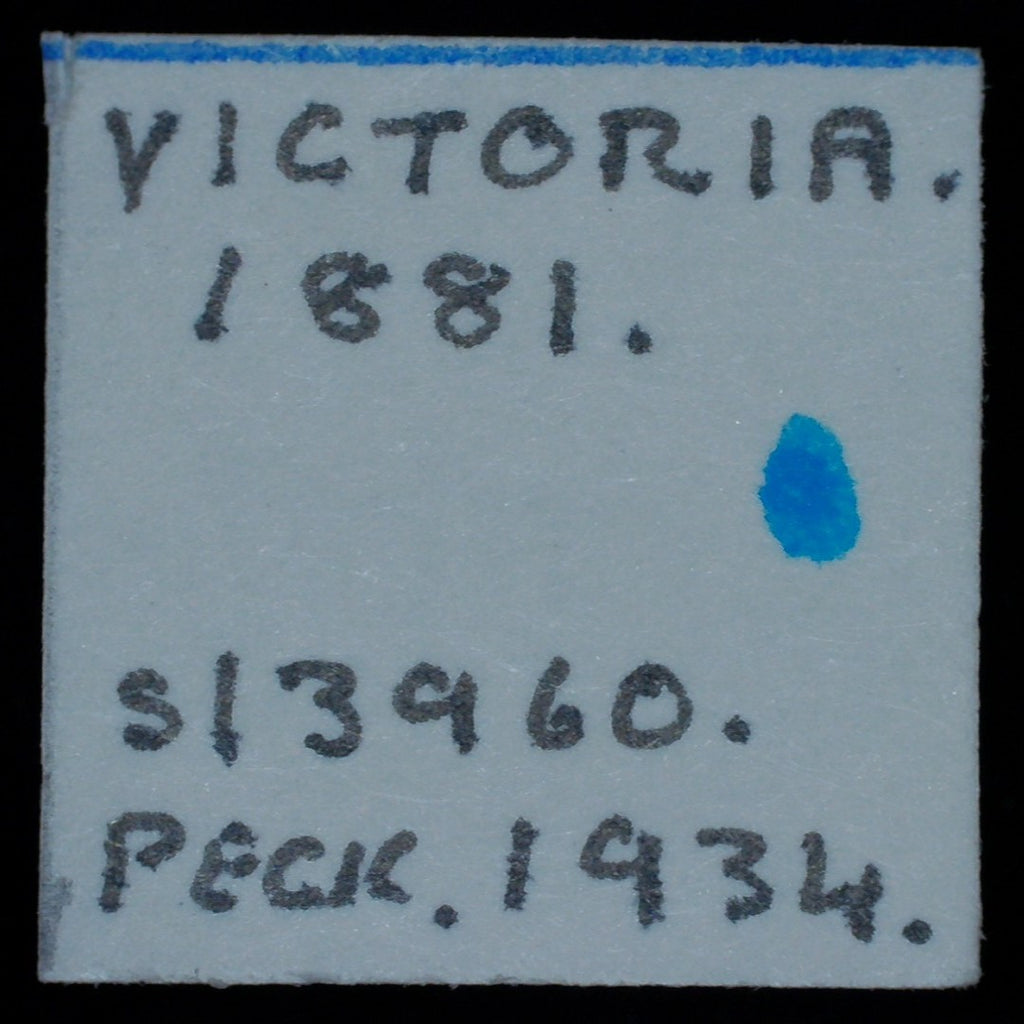 VICTORIA.
1881.
S13960.
PECK. 1934.